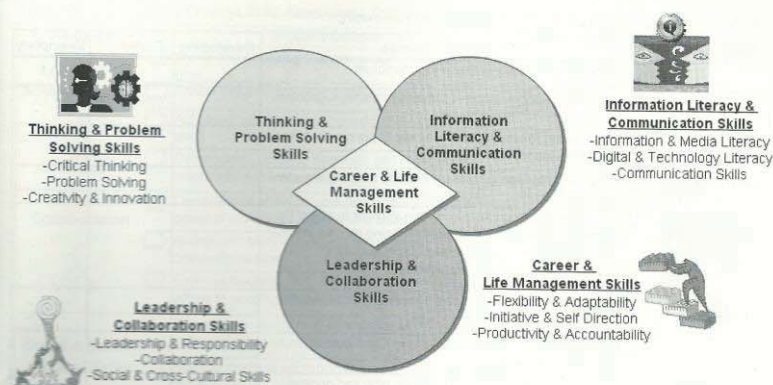 Thinking & Problem
Solving Skills
-Critical Thinking
-Problem Solving
-Creativity & Innovation
Thinking &
Problem Solving
Skills
Information
Literacy &
Communication
Skills
Career & Life
Management
Skills
Leadership &
Collaboration
Skills
Information Literacy &
Communication Skills
-Information & Media Literacy
-Digital & Technology Literacy
-Communication Skills
Leadership &
Collaboration Skills
-Leadership & Responsibility
-Collaboration
-Social & Cross-Cultural Skills
Career &
Life Management Skills
-Flexibility & Adaptability
-Initiative & Self Direction
-Productivity & Accountability